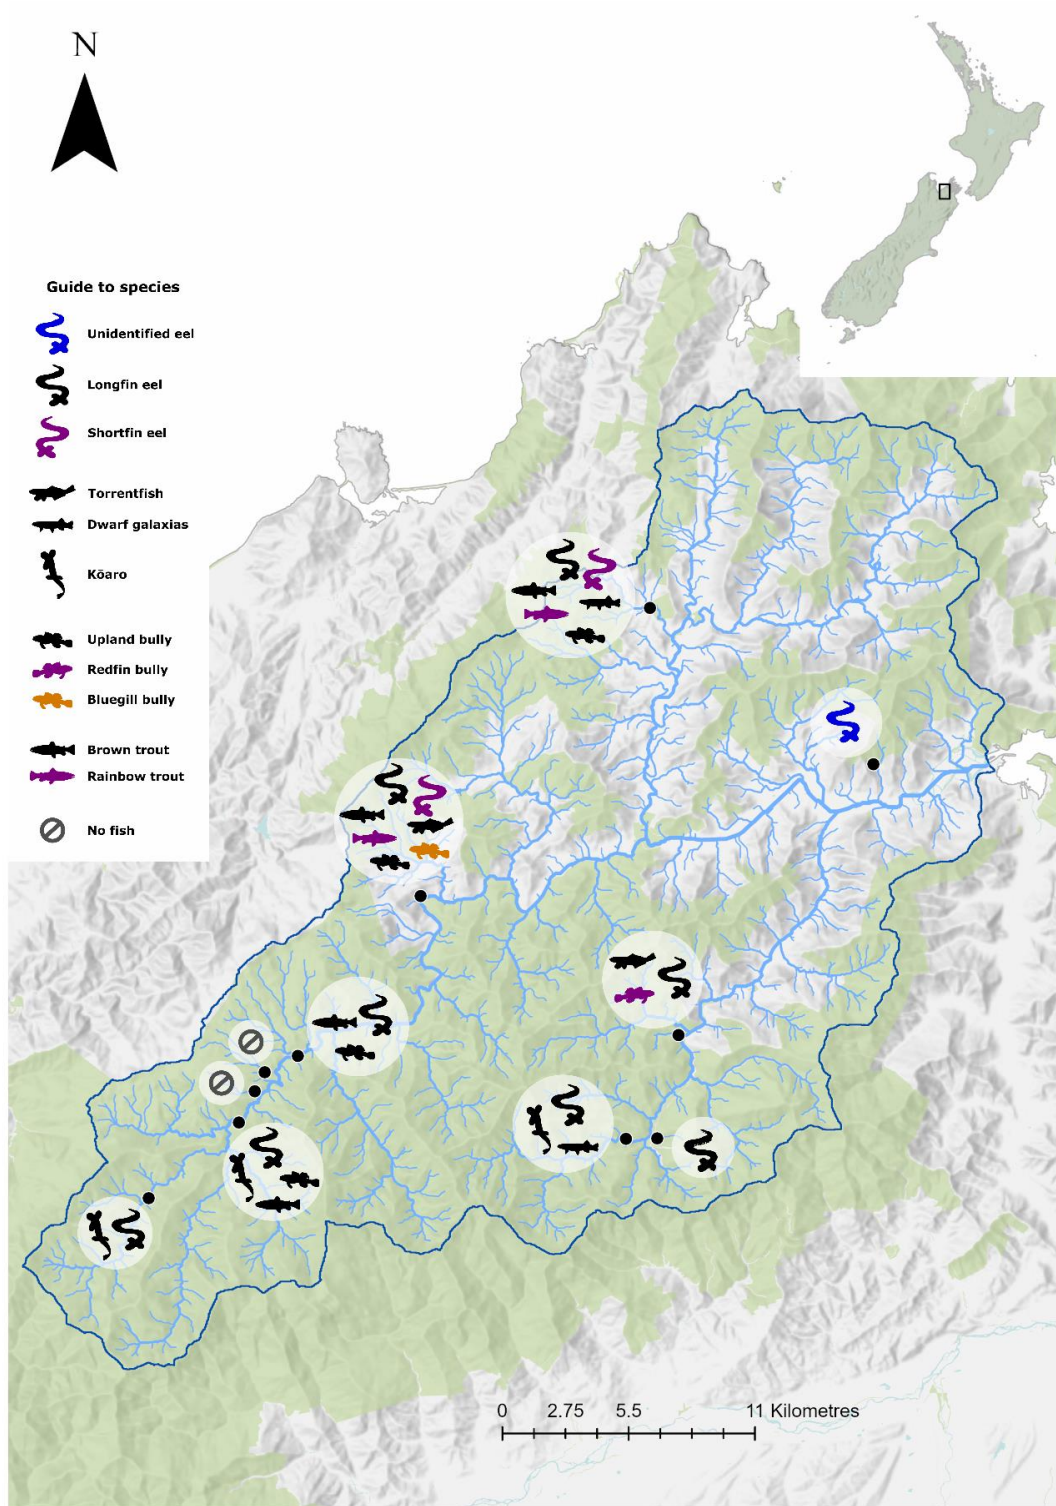 N
Guide to species
Unidentified eel
Longfin eel
Shortfin eel
Torrentfish
Dwarf galaxias
Kōaro
Upland bully
Redfin bully
Bluegill bully
Brown trout
Rainbow trout
No fish
0 2.75 5.5 11 Kilometres